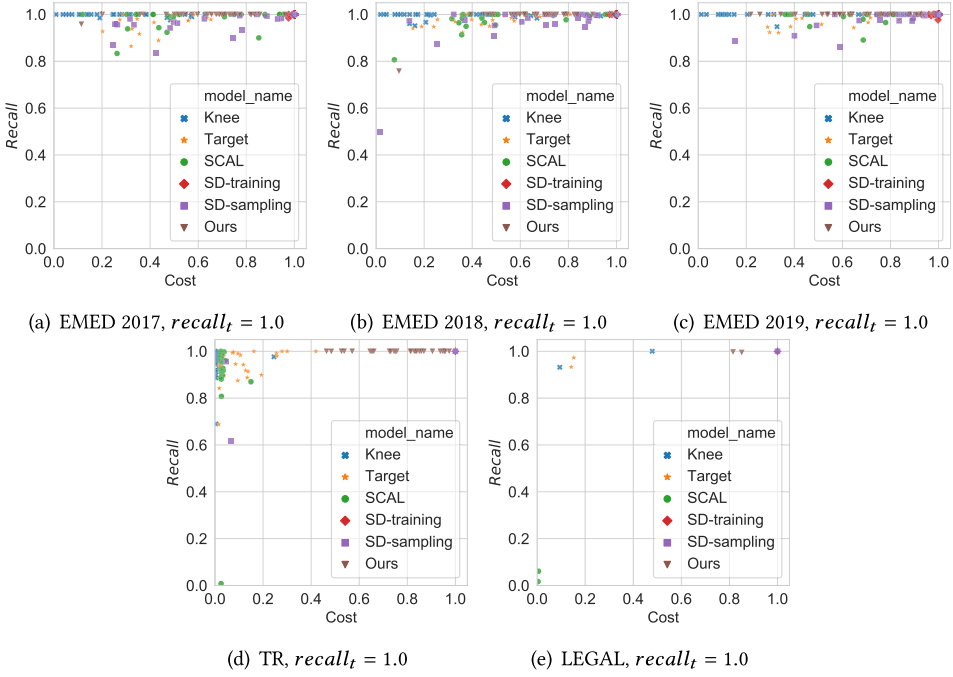 1.0
0.8
0.6
0.4
0.2
0.0
Recall
0.0 0.2 0.4 0.6 0.8 1.0
Cost
model_name
Knee
Target
SCAL
SD-training
SD-sampling
Ours
(a) EMED 2017, recall_t = 1.0
1.0
0.8
0.6
0.4
0.2
0.0
Recall
0.0 0.2 0.4 0.6 0.8 1.0
Cost
model_name
Knee
Target
SCAL
SD-training
SD-sampling
Ours
(b) EMED 2018, recall_t = 1.0
1.0
0.8
0.6
0.4
0.2
0.0
Recall
0.0 0.2 0.4 0.6 0.8 1.0
Cost
model_name
Knee
Target
SCAL
SD-training
SD-sampling
Ours
(c) EMED 2019, recall_t = 1.0
1.0
0.8
0.6
0.4
0.2
0.0
Recall
0.0 0.2 0.4 0.6 0.8 1.0
Cost
model_name
Knee
Target
SCAL
SD-training
SD-sampling
Ours
(d) TR, recall_t = 1.0
1.0
0.8
0.6
0.4
0.2
0.0
Recall
0.0 0.2 0.4 0.6 0.8 1.0
Cost
model_name
Knee
Target
SCAL
SD-training
SD-sampling
Ours
(e) LEGAL, recall_t = 1.0